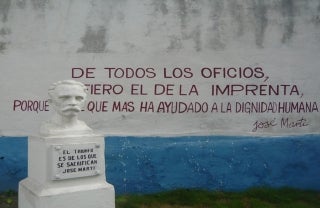 DE TODOS LOS OFICIOS,
FIERO EL DE LA IMPRENTA,
PORQUE QUE MAS HA AYUDADO A LA DIGNIDAD HUMANA
José Martí
EL TRIUNFO
ES DE LOS QUE
SE SACRIFICAN
JOSE MARTI